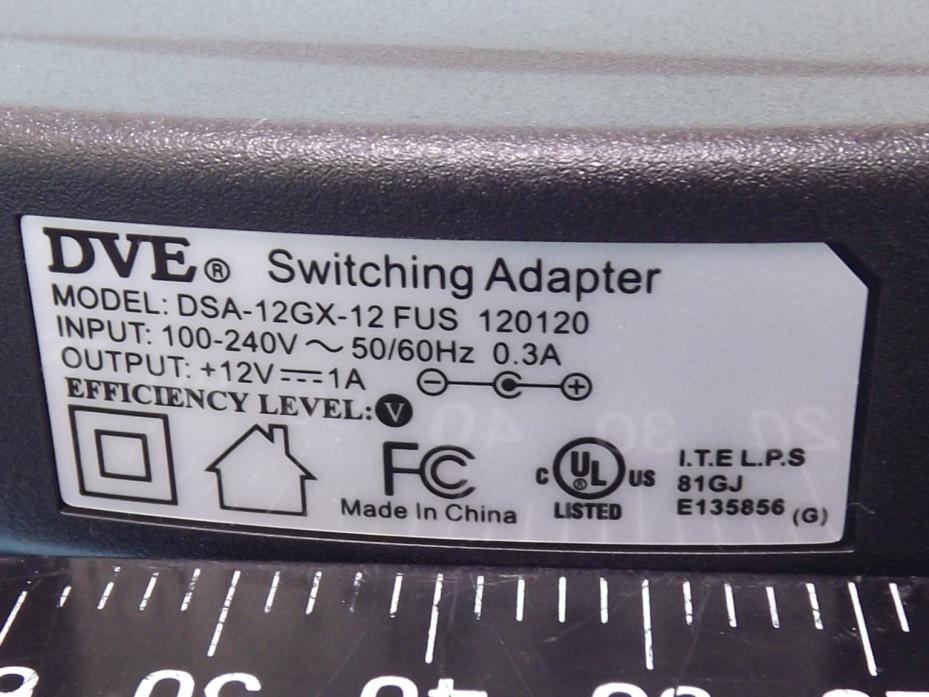 DVE® Switching Adapter
MODEL: DSA-12GX-12 FUS 120120
INPUT: 100-240V ~ 50/60Hz 0.3A
OUTPUT: +12V⎓1A
EFFICIENCY LEVEL: V
FC
Made In China
C UL® US
LISTED
I.T.E L.P.S
81GJ
E135856 (G)